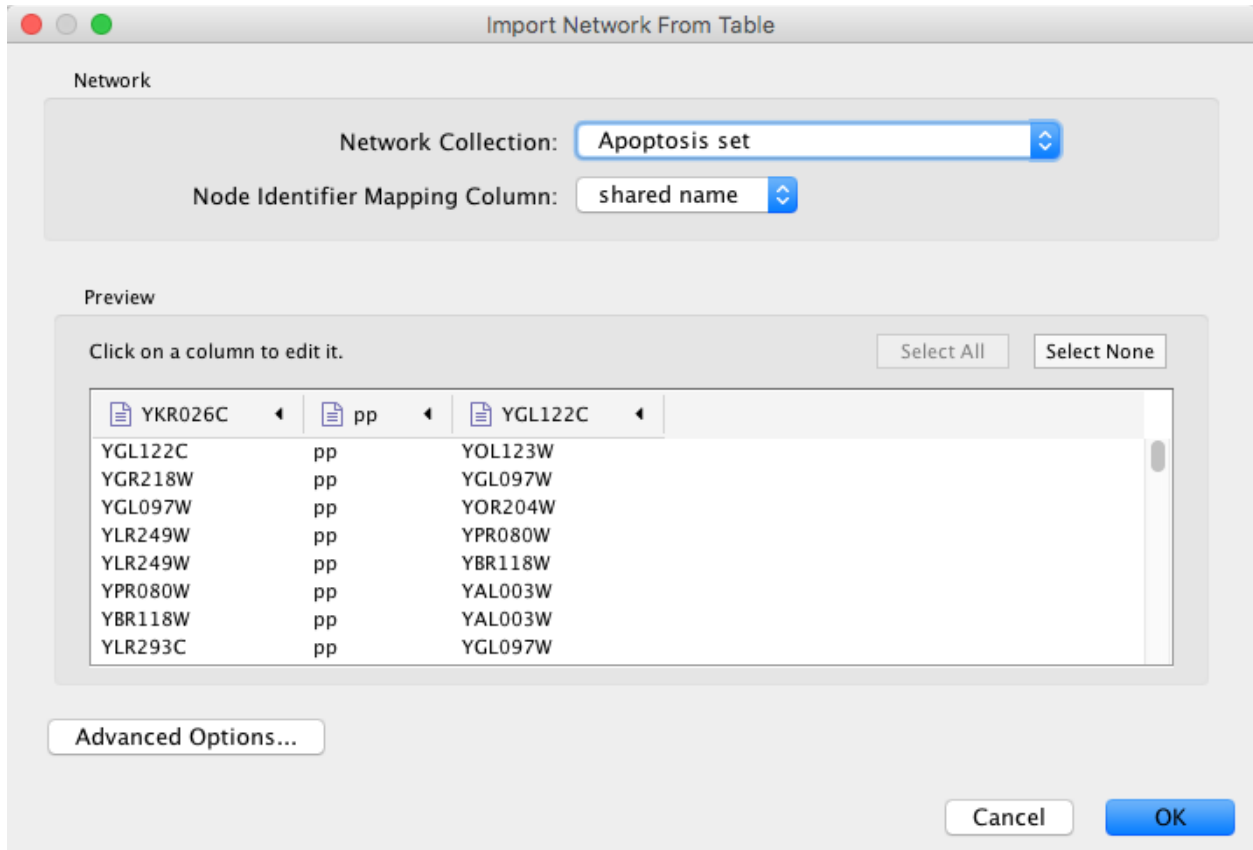 Import Network From Table
Network
Network Collection: Apoptosis set
Node Identifier Mapping Column: shared name
Preview
Click on a column to edit it. Select All Select None
YKR026C pp YGL122C
YGL122C pp YOL123W
YGR218W pp YGL097W
YGL097W pp YOR204W
YLR249W pp YPR080W
YLR249W pp YBR118W
YPR080W pp YAL003W
YBR118W pp YAL003W
YLR293C pp YGL097W
Advanced Options...
Cancel OK